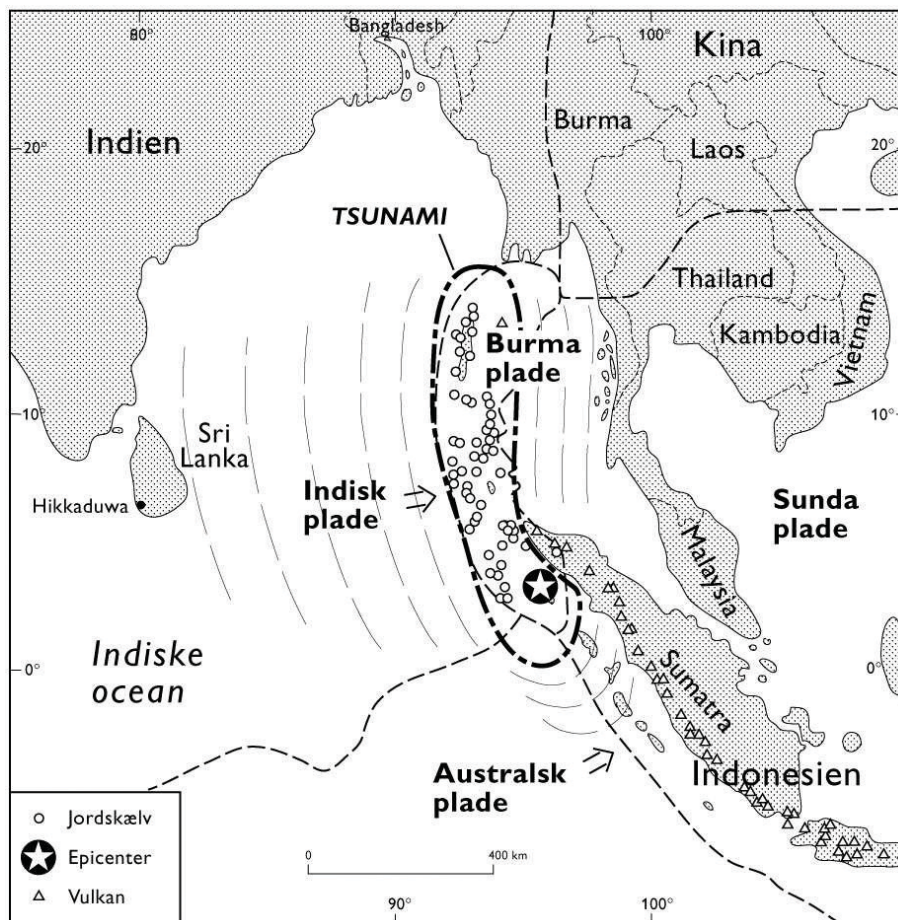 80°
Bangladesh
100°
Kina
Indien
Burma
20°
Laos
20°
TSUNAMI
Thailand
Burma
plade
Kambodia
Vietnam
10°
10°
Sri
Lanka
Indisk
plade
Sunda
plade
Hikkaduwa
Malaysia
Indiske
ocean
0°
0°
Sumatra
Australsk
plade
Indonesien
Jordskælv
Epicenter
Vulkan
0
400 km
90°
100°